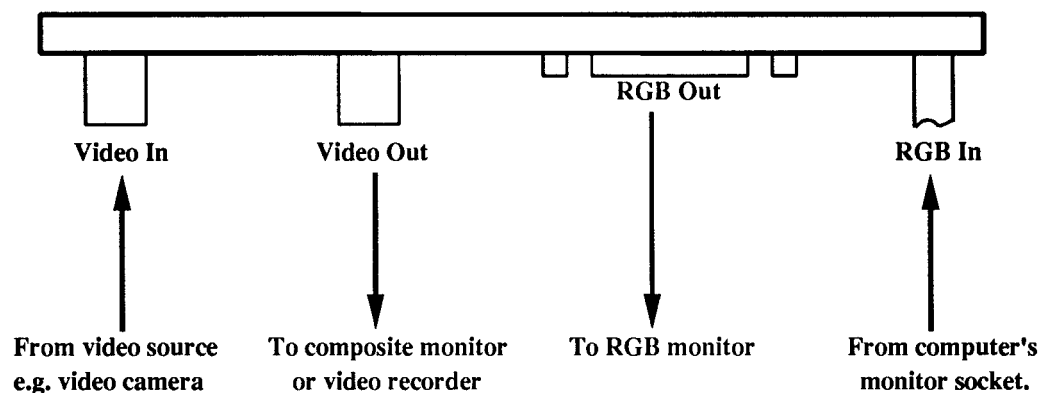 RGB Out
Video In
Video Out
RGB In
From video source
e.g. video camera
To composite monitor
or video recorder
To RGB monitor
From computer's
monitor socket.